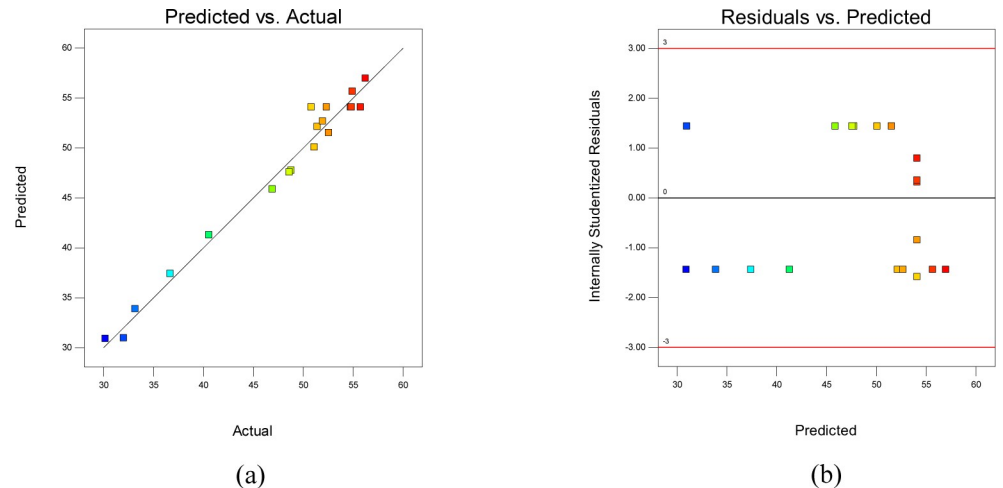 Predicted vs. Actual
60
55
50
45
40
35
30
Predicted
30 35 40 45 50 55 60
Actual
(a)
Residuals vs. Predicted
3.00
2.00
1.00
0.00
-1.00
-2.00
-3.00
3
0
-3
Internally Studentized Residuals
30 35 40 45 50 55 60
Predicted
(b)